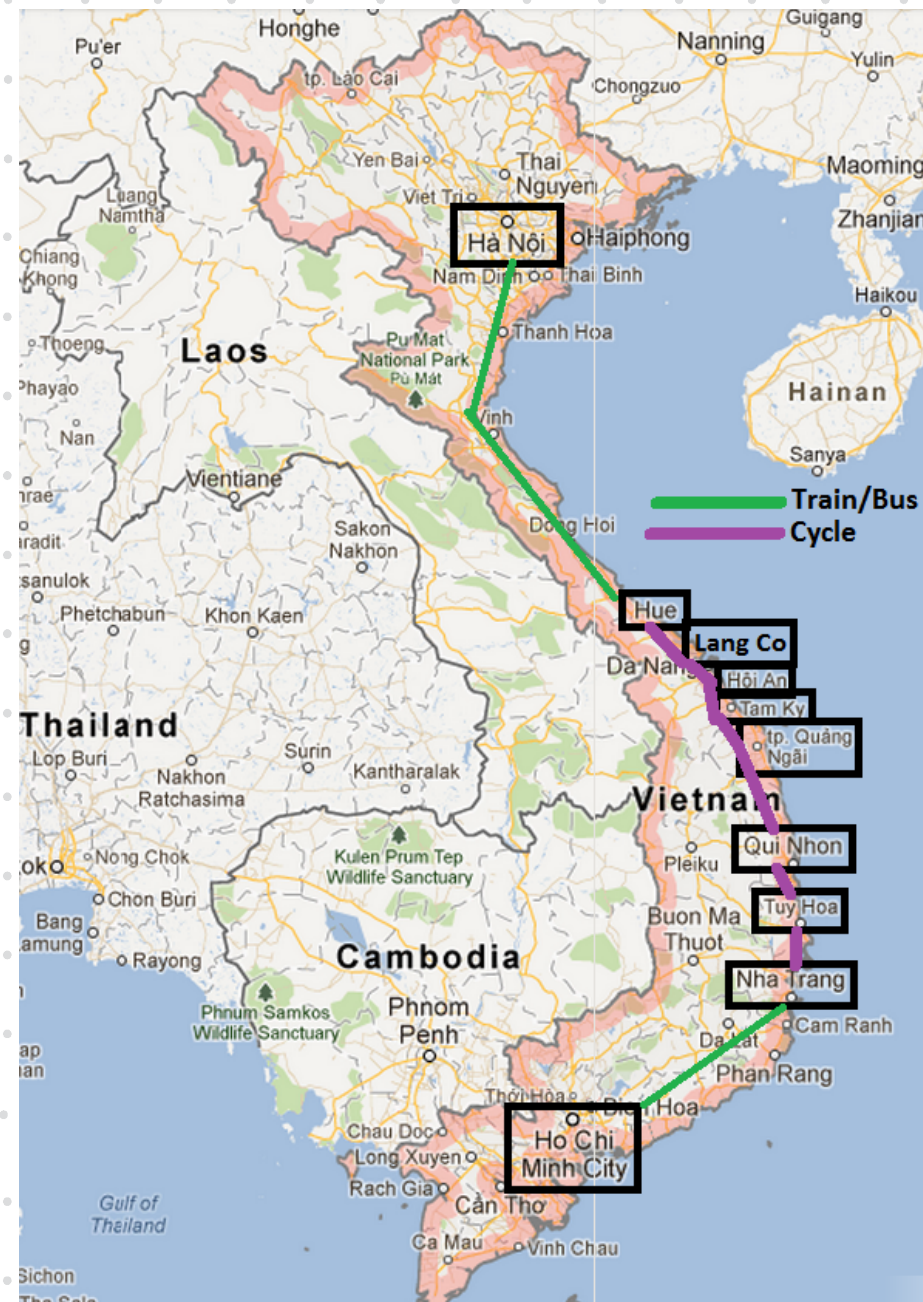 Honghe
Guigang
Pu'er
Nanning
Yulin
tp. Lào Cai
Chongzuo
Yen Bai
Thai
Nguyen
Maoming
Luang
Namtha
Viet Tri
Zhanjian
Hà Nội
Haiphong
Chiang
Khong
Nam Dinh
Thai Binh
Haikou
Thoeng
Laos
Thanh Hoa
Pu Mat
National Park
Pù Mát
Phayao
Hainan
Vinh
Nan
Sanya
Vientiane
Train/Bus
Cycle
Sakon
Nakhon
Dong Hoi
Phetchabun
Khon Kaen
Hue
Lang Co
Da Nang
Hội An
Tam Ky
Thailand
tp. Quảng
Ngãi
Lop Buri
Surin
Nakhon
Ratchasima
Kantharalak
Vietnam
Nong Chok
Kulen Prum Tep
Wildlife Sanctuary
Pleiku
Qui Nhon
Chon Buri
Bang
Buon Ma
Thuot
Tuy Hoa
Rayong
Cambodia
Nha Trang
Phnum Samkos
Wildlife Sanctuary
Phnom
Penh
Da Lat
Cam Ranh
Phan Rang
Thới Hòa
Bien Hoa
Chau Doc
Ho Chi
Minh City
Long Xuyen
Rach Gia
Cần Thơ
Gulf of
Thailand
Ca Mau
Vinh Chau
Sichon